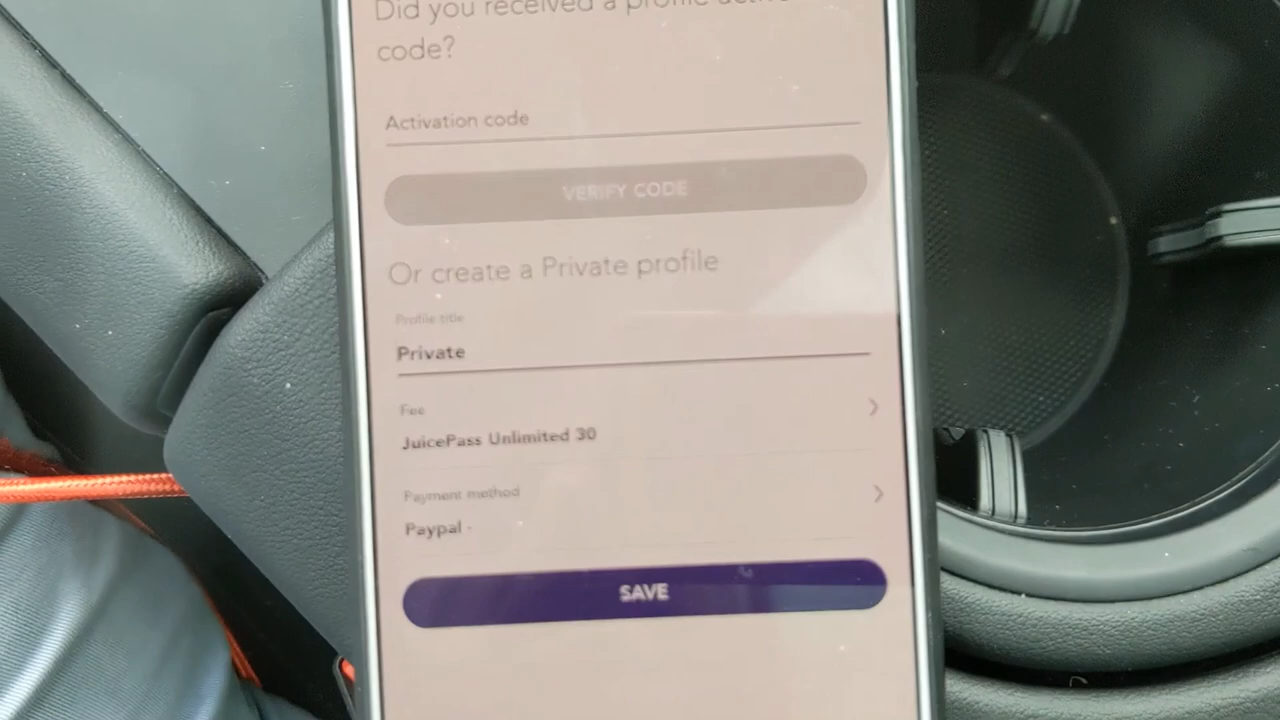 Did you received a profile
code?
Activation code
VERIFY CODE
Or create a Private profile
Profile title
Private
Fee
JuicePass Unlimited 30
Payment method
Paypal -
SAVE